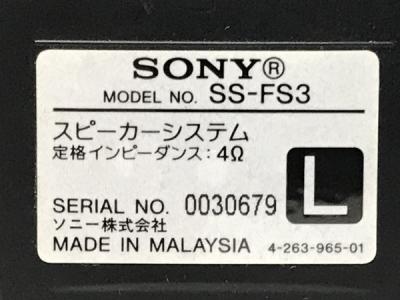 SONY®
MODEL NO. SS-FS3
スピーカーシステム
定格インピーダンス:4Ω
L
SERIAL NO. 0030679
ソニー株式会社
MADE IN MALAYSIA 4-263-965-01